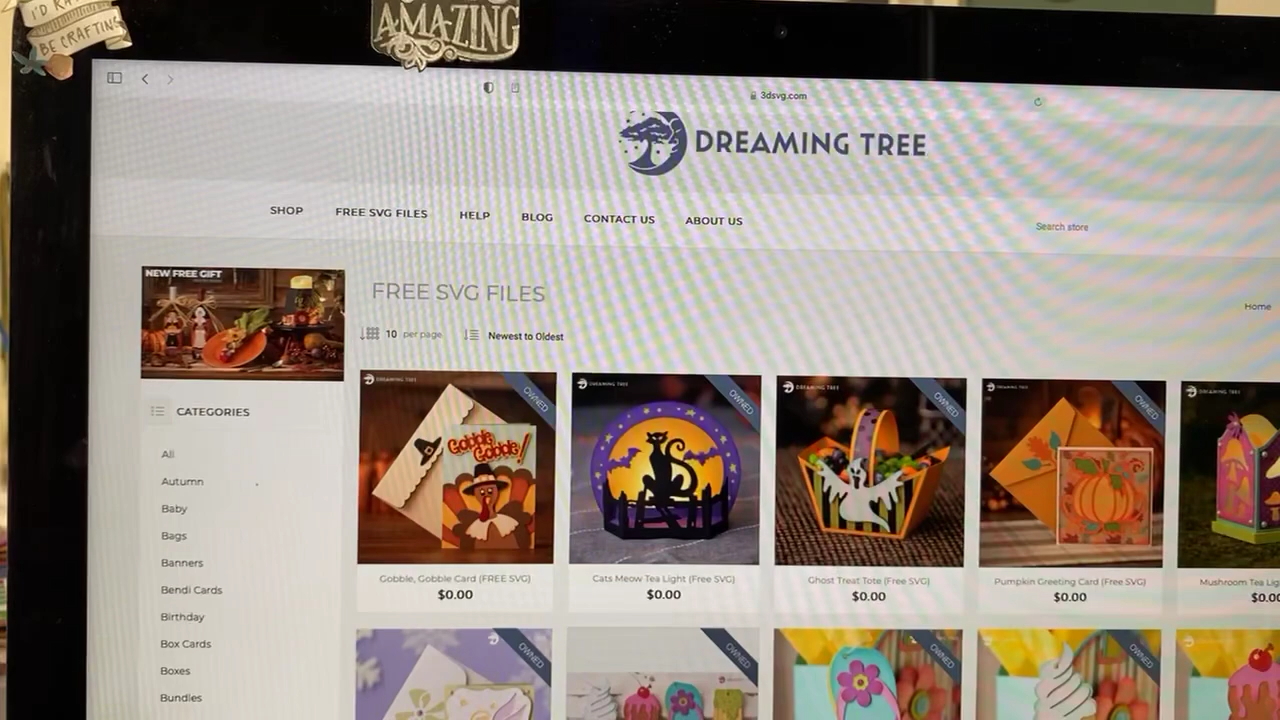 I'D RA
BE CRAFTING
AMAZING
3dsvg.com
DREAMING TREE
SHOP FREE SVG FILES HELP BLOG CONTACT US ABOUT US
Search store
NEW FREE GIFT
FREE SVG FILES
Home
10 per page Newest to Oldest
CATEGORIES
All
Autumn
Baby
Bags
Banners
Bendi Cards
Birthday
Box Cards
Boxes
Bundles
DREAMING TREE OWNED
Gobble Gobble!
DREAMING TREE OWNED
DREAMING TREE OWNED
DREAMING TREE OWNED
DREAMING TREE
Gobble, Gobble Card (FREE SVG)
$0.00
Cats Meow Tea Light (Free SVG)
$0.00
Ghost Treat Tote (Free SVG)
$0.00
Pumpkin Greeting Card (Free SVG)
$0.00
Mushroom Tea Lig
$0.00
OWNED
OWNED
OWNED
OWNED